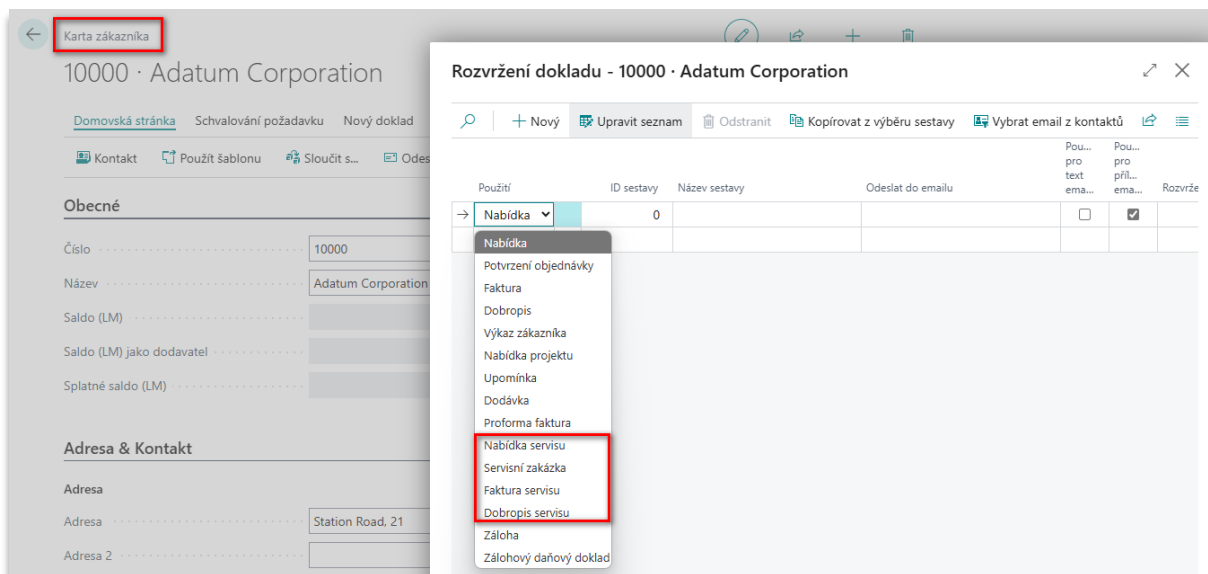 Karta zákazníka
10000 · Adatum Corporation
Domovská stránka Schvalování požadavku Nový doklad
Kontakt Použít šablonu Sloučit s... Odes
Obecné
Číslo 10000
Název Adatum Corporation
Saldo (LM)
Saldo (LM) jako dodavatel
Splatné saldo (LM)
Adresa & Kontakt
Adresa
Adresa Station Road, 21
Adresa 2
Rozvržení dokladu - 10000 · Adatum Corporation
Nový Upravit seznam Odstranit Kopírovat z výběru sestavy Vybrat email z kontaktů
Použití ID sestavy Název sestavy Odeslat do emailu Pou... pro text ema... Pou... pro příl... ema... Rozvrže
Nabídka 0
Nabídka
Potvrzení objednávky
Faktura
Dobropis
Výkaz zákazníka
Nabídka projektu
Upomínka
Dodávka
Proforma faktura
Nabídka servisu
Servisní zakázka
Faktura servisu
Dobropis servisu
Záloha
Zálohový daňový doklad